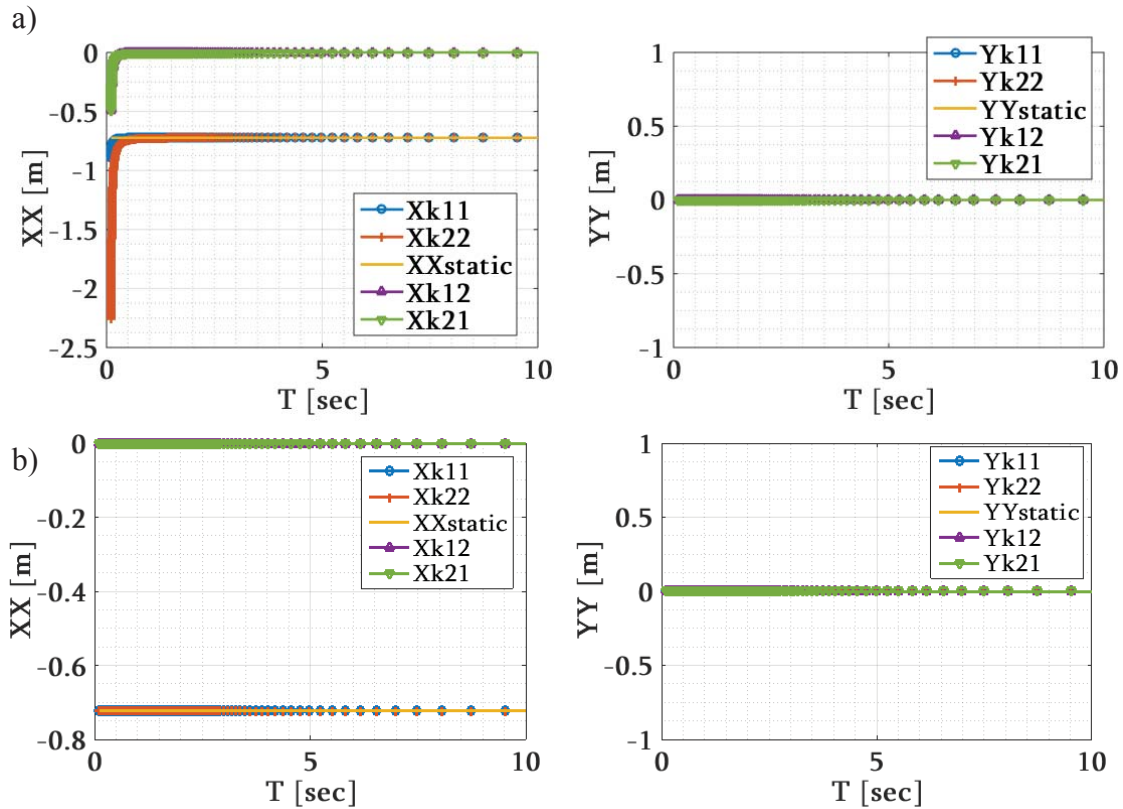 a)
0
-0.5
-1
-1.5
-2
-2.5
XX [m]
0 5 10
T [sec]
Xk11
Xk22
XXstatic
Xk12
Xk21
1
0.5
0
-0.5
-1
YY [m]
0 5 10
T [sec]
Yk11
Yk22
YYstatic
Yk12
Yk21
b)
0
-0.2
-0.4
-0.6
-0.8
XX [m]
0 5 10
T [sec]
Xk11
Xk22
XXstatic
Xk12
Xk21
1
0.5
0
-0.5
-1
YY [m]
0 5 10
T [sec]
Yk11
Yk22
YYstatic
Yk12
Yk21